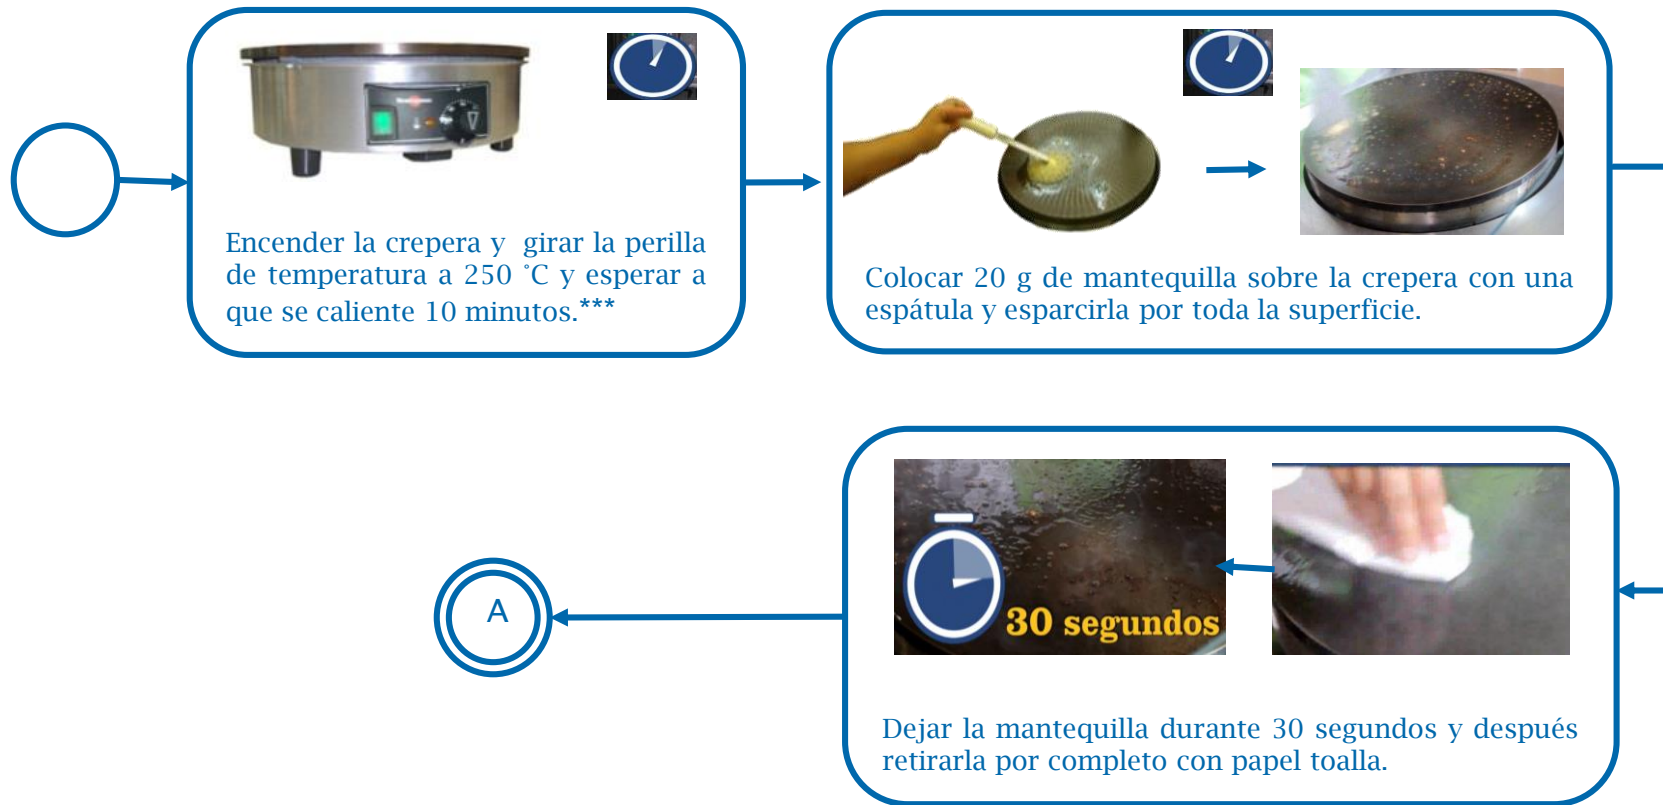 Encender la crepera y girar la perilla
de temperatura a 250 °C y esperar a
que se caliente 10 minutos.***
Colocar 20 g de mantequilla sobre la crepera con una
espátula y esparcirla por toda la superficie.
30 segundos
Dejar la mantequilla durante 30 segundos y después
retirarla por completo con papel toalla.
A